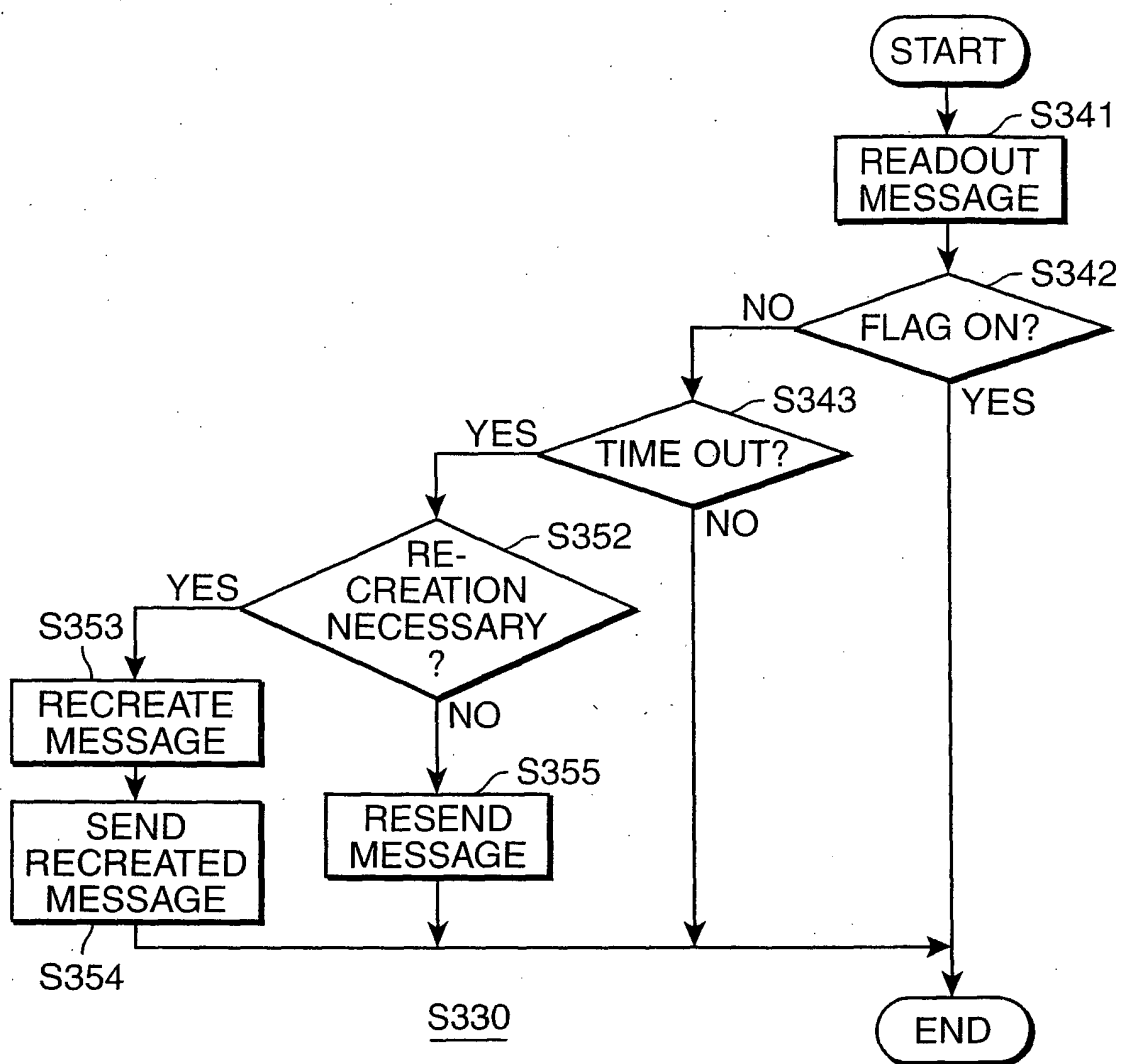 START
S341
READOUT
MESSAGE
S342
NO
FLAG ON?
YES
S343
YES
TIME OUT?
NO
S352
YES
RE-
CREATION
NECESSARY
?
NO
S353
RECREATE
MESSAGE
S355
RESEND
MESSAGE
SEND
RECREATED
MESSAGE
S354
S330
END